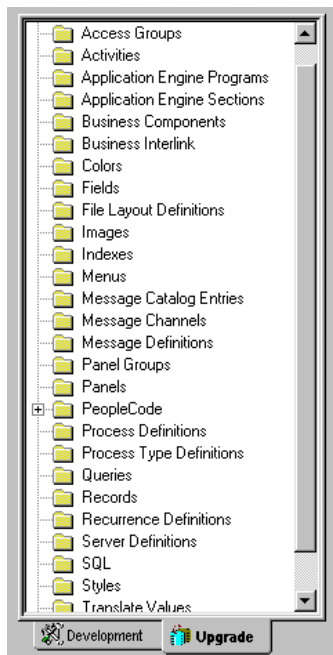 Access Groups
Activities
Application Engine Programs
Application Engine Sections
Business Components
Business Interlink
Colors
Fields
File Layout Definitions
Images
Indexes
Menus
Message Catalog Entries
Message Channels
Message Definitions
Panel Groups
Panels
PeopleCode
Process Definitions
Process Type Definitions
Queries
Records
Recurrence Definitions
Server Definitions
SQL
Styles
Translate Values
Development Upgrade